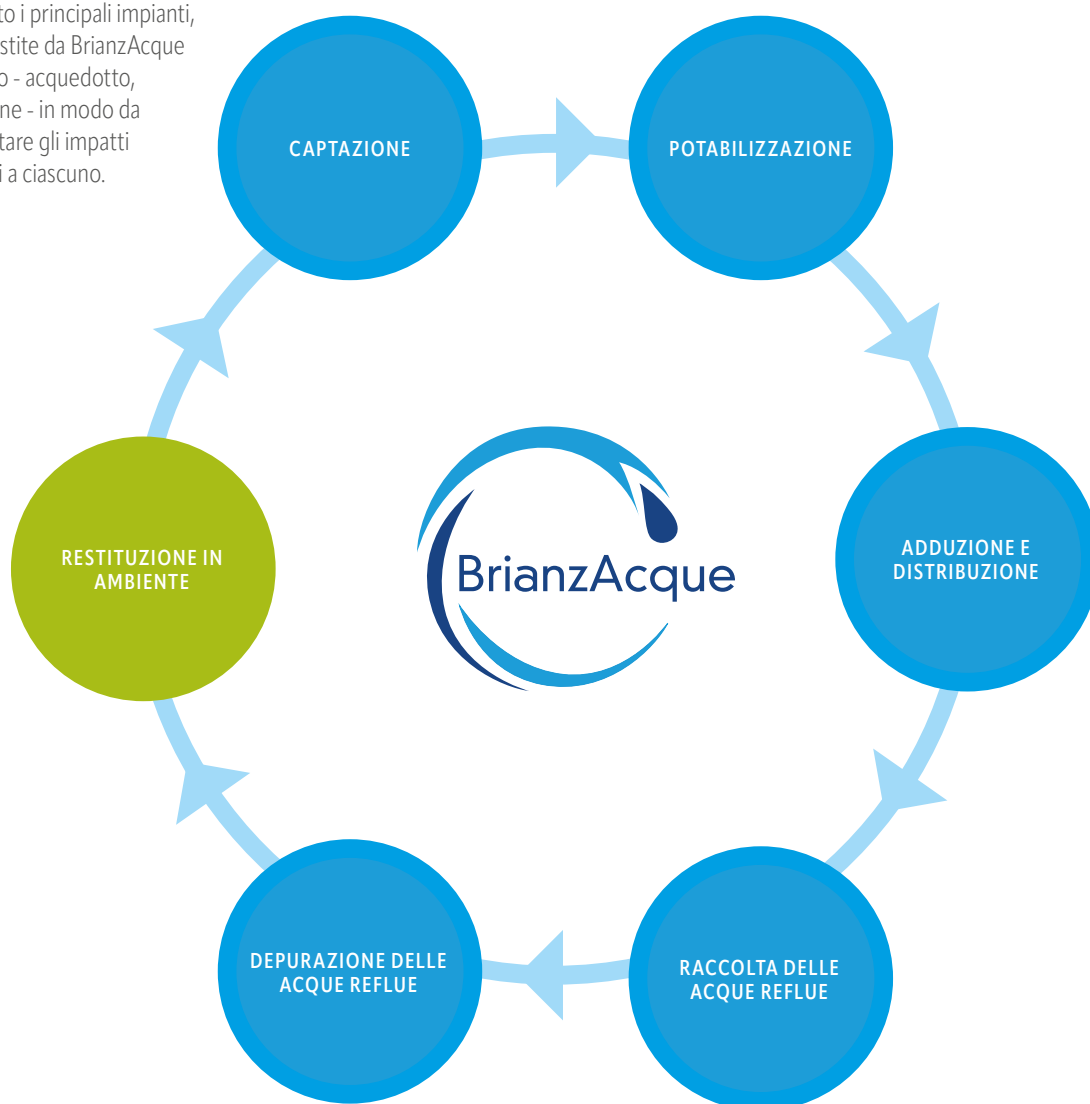 to i principali impianti,
stite da BrianzAcque
o - acquedotto,
ne - in modo da
tare gli impatti
i a ciascuno.
CAPTAZIONE
POTABILIZZAZIONE
ADDUZIONE E
DISTRIBUZIONE
RACCOLTA DELLE
ACQUE REFLUE
DEPURAZIONE DELLE
ACQUE REFLUE
RESTITUZIONE IN
AMBIENTE
BrianzAcque